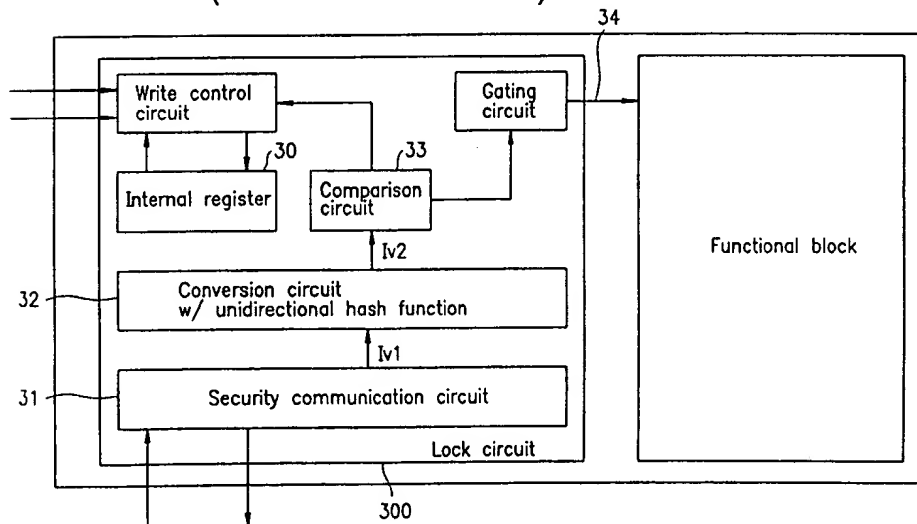 34
Write control
circuit
Gating
circuit
30
33
Internal register
Comparison
circuit
Functional block
Iv2
32
Conversion circuit
w/ unidirectional hash function
Iv1
31
Security communication circuit
Lock circuit
300